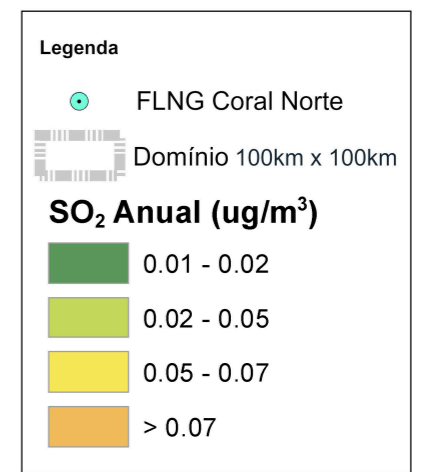 Legenda
FLNG Coral Norte
Domínio 100km x 100km
SO₂ Anual (ug/m³)
0.01 - 0.02
0.02 - 0.05
0.05 - 0.07
> 0.07